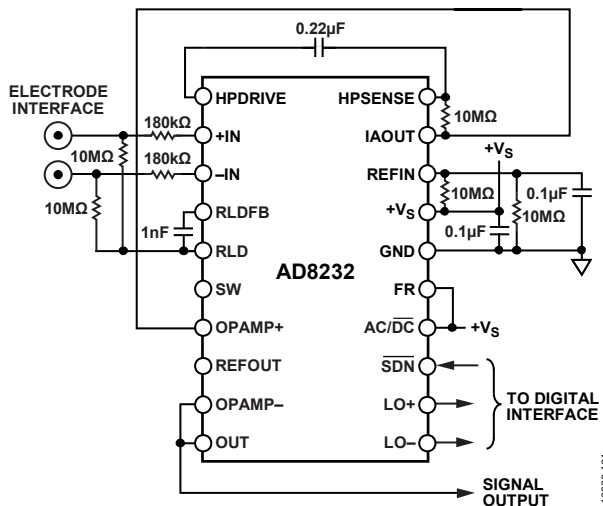 0.22µF
ELECTRODE
INTERFACE
HPDRIVE
HPSENSE
180kΩ
10MΩ
+IN
IAOUT
10MΩ
+VS
180kΩ
–IN
REFIN
10MΩ
10MΩ
0.1µF
10MΩ
RLDFB
+VS
1nF
0.1µF
RLD
GND
AD8232
SW
FR
OPAMP+
AC/DC
+VS
REFOUT
SDN
OPAMP–
LO+
TO DIGITAL
INTERFACE
OUT
LO–
SIGNAL
OUTPUT